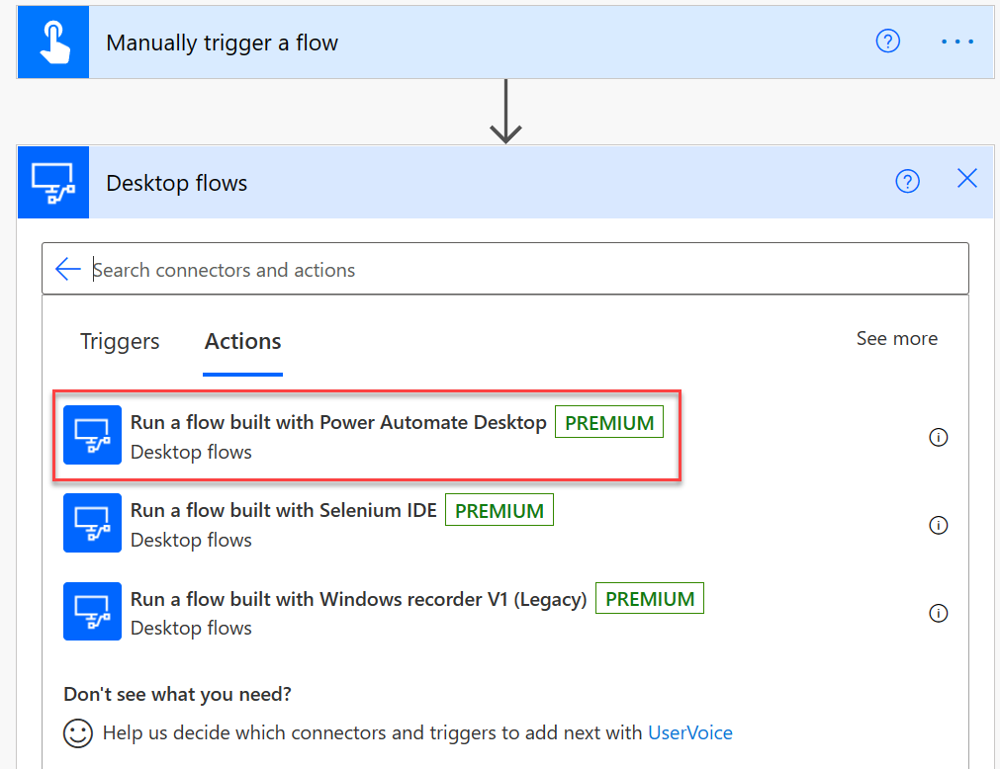 Manually trigger a flow
Desktop flows
Search connectors and actions
Triggers Actions See more
Run a flow built with Power Automate Desktop PREMIUM
Desktop flows
Run a flow built with Selenium IDE PREMIUM
Desktop flows
Run a flow built with Windows recorder V1 (Legacy) PREMIUM
Desktop flows
Don't see what you need?
Help us decide which connectors and triggers to add next with UserVoice